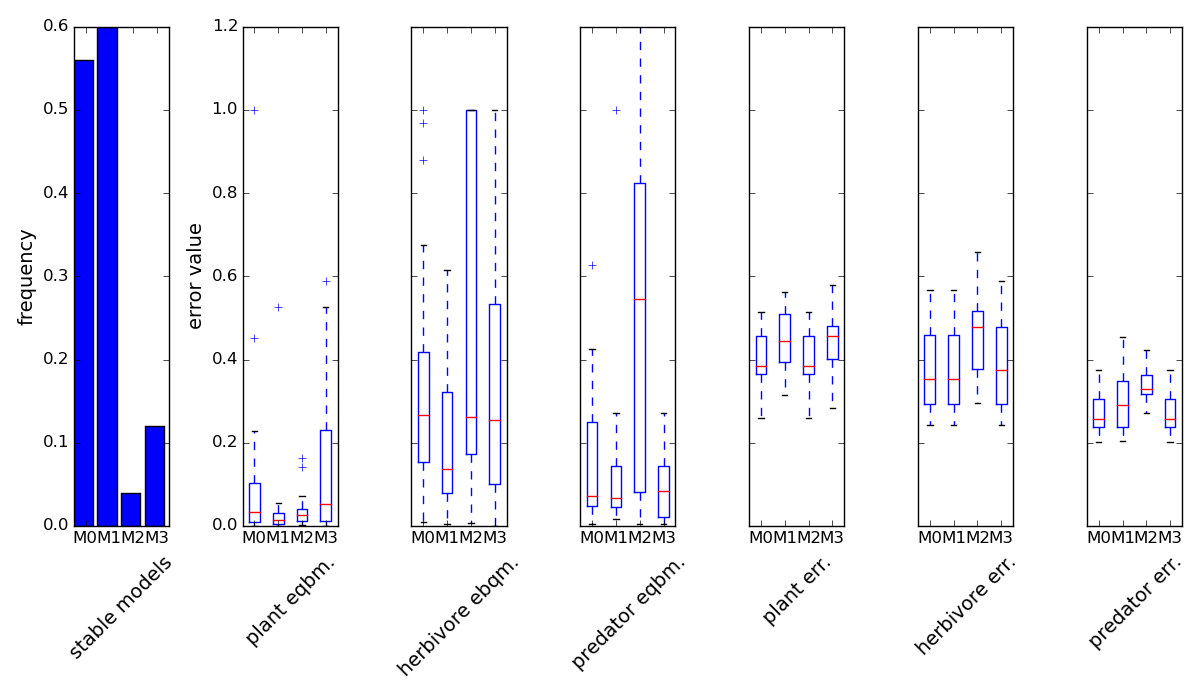 0.6
0.5
0.4
0.3
0.2
0.1
0.0
frequency
M0M1M2M3
stable models
1.2
1.0
0.8
0.6
0.4
0.2
0.0
error value
M0M1M2M3
plant eqbm.
M0M1M2M3
herbivore ebqm.
M0M1M2M3
predator eqbm.
M0M1M2M3
plant err.
M0M1M2M3
herbivore err.
M0M1M2M3
predator err.